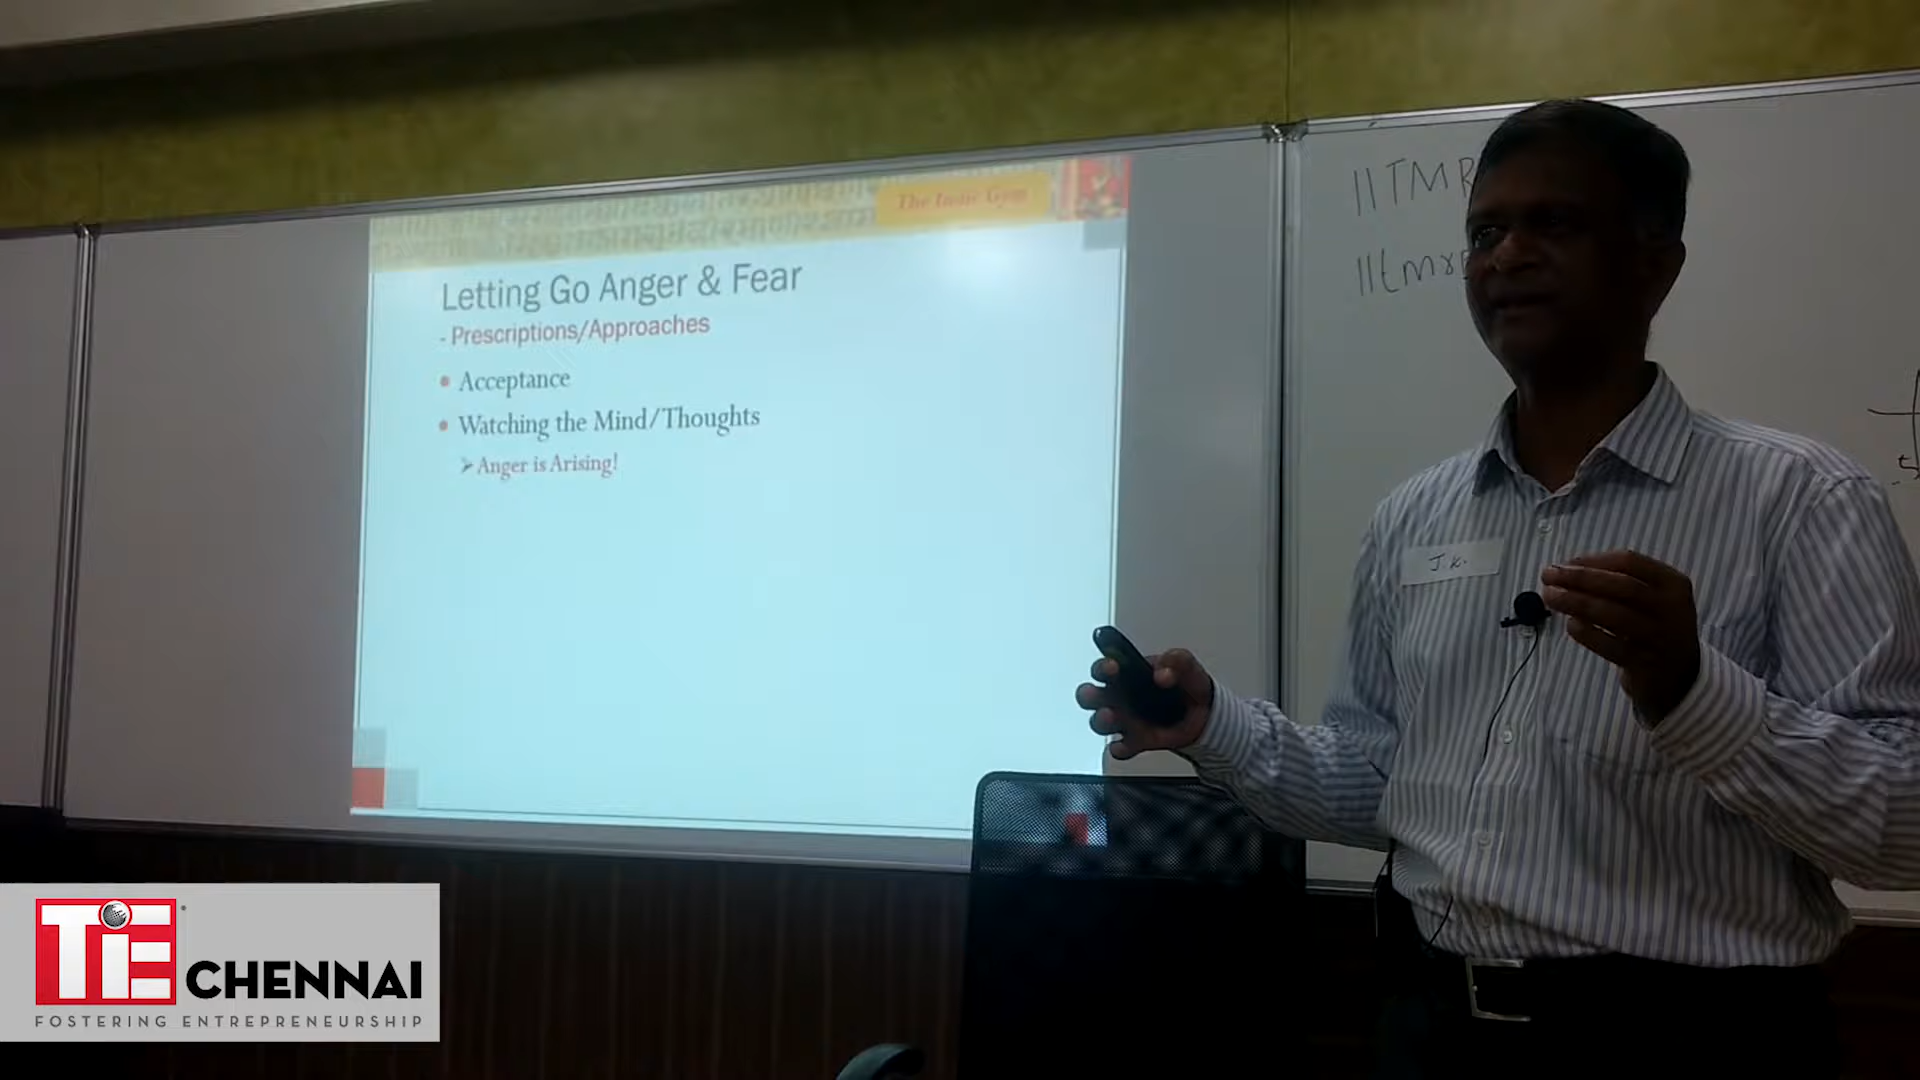 The Inner Gym
Letting Go Anger & Fear
- Prescriptions/Approaches
• Acceptance
• Watching the Mind/Thoughts
➢ Anger is Arising!
J.K.
TiE CHENNAI
FOSTERING ENTREPRENEURSHIP